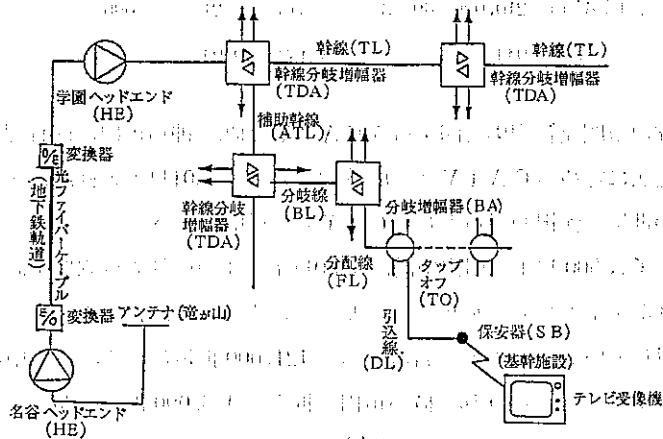 幹線(TL)
幹線(TL)
学園ヘッドエンド
(HE)
幹線分岐増幅器
(TDA)
幹線分岐増幅器
(TDA)
補助幹線
(ATL)
O/E
変換器
光ファイバーケーブル
(地下鉄軌道)
幹線分岐
増幅器
(TDA)
分岐線
(BL)
分岐増幅器(BA)
分配線
(FL)
タップ
オフ
(TO)
E/O
変換器
アンテナ(竜が山)
引込線
(DL)
保安器(SB)
(基幹施設)
テレビ受像機
名谷ヘッドエンド
(HE)